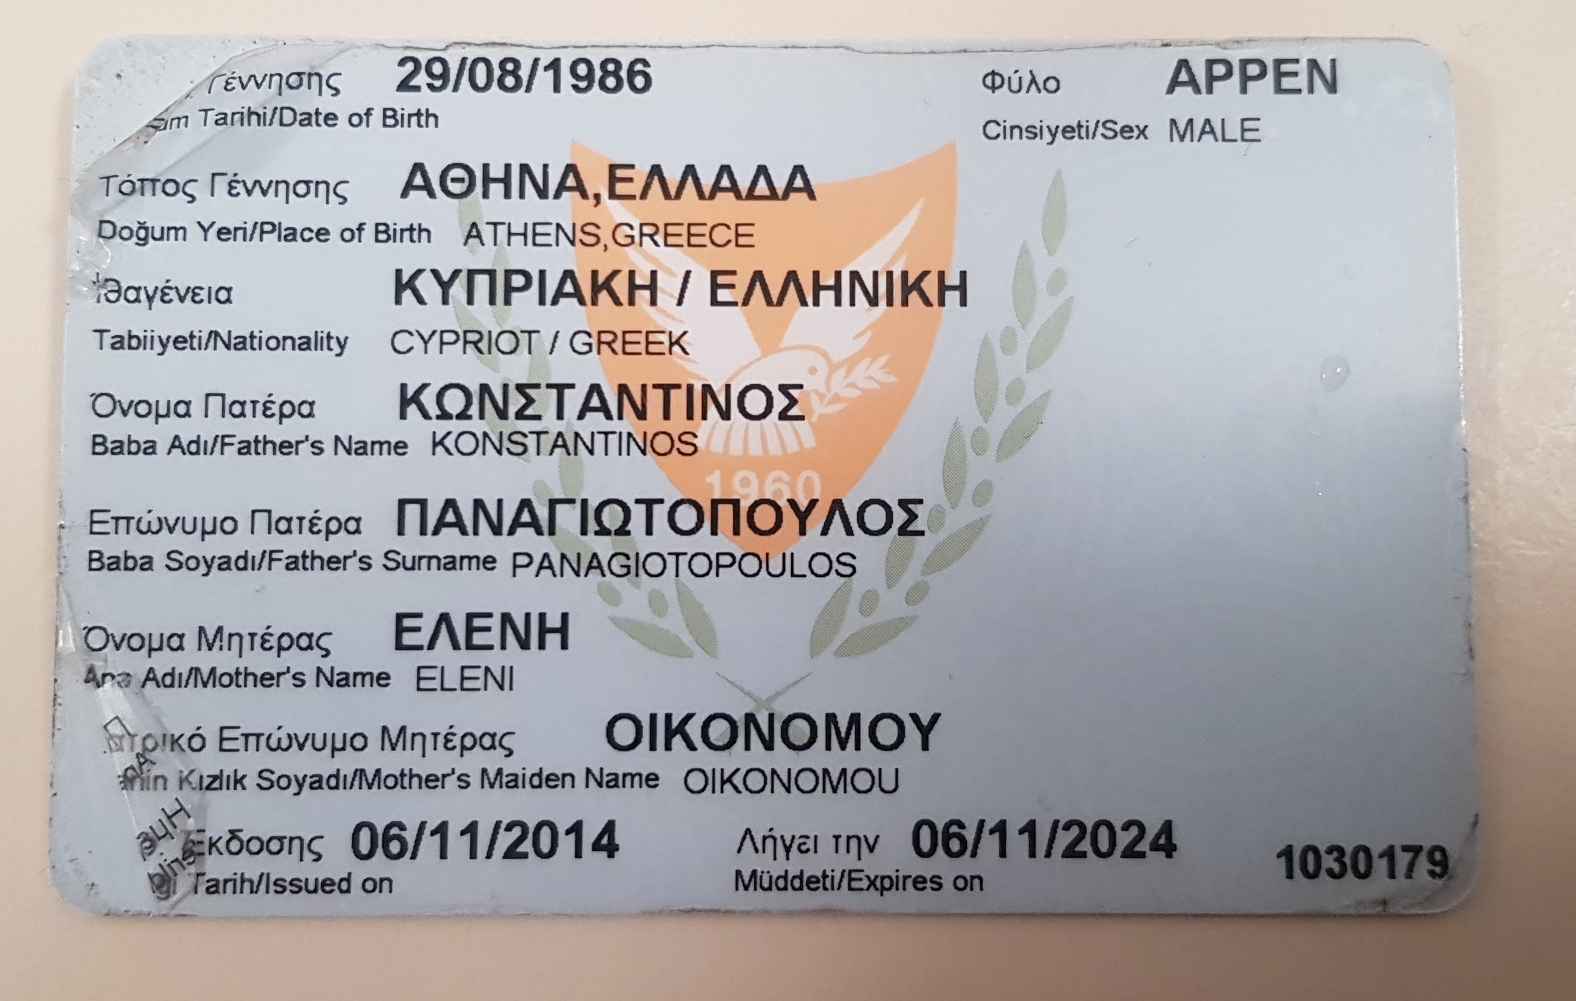 Γέννησης 29/08/1986 Φύλο ΑΡΡΕΝ
Tarihi/Date of Birth Cinsiyeti/Sex MALE
Τόπος Γέννησης ΑΘΗΝΑ,ΕΛΛΑΔΑ
Doğum Yeri/Place of Birth ATHENS,GREECE
Ιθαγένεια ΚΥΠΡΙΑΚΗ / ΕΛΛΗΝΙΚΗ
Tabiiyeti/Nationality CYPRIOT / GREEK
Όνομα Πατέρα ΚΩΝΣΤΑΝΤΙΝΟΣ
Baba Adı/Father's Name KONSTANTINOS
1960
Επώνυμο Πατέρα ΠΑΝΑΓΙΩΤΟΠΟΥΛΟΣ
Baba Soyadı/Father's Surname PANAGIOTOPOULOS
Όνομα Μητέρας ΕΛΕΝΗ
Ana Adı/Mother's Name ELENI
Επώνυμο Μητέρας ΟΙΚΟΝΟΜΟΥ
Kızlık Soyadı/Mother's Maiden Name OIKONOMOU
Έκδοσης 06/11/2014 Λήγει την 06/11/2024
Tarih/Issued on Müddeti/Expires on 1030179